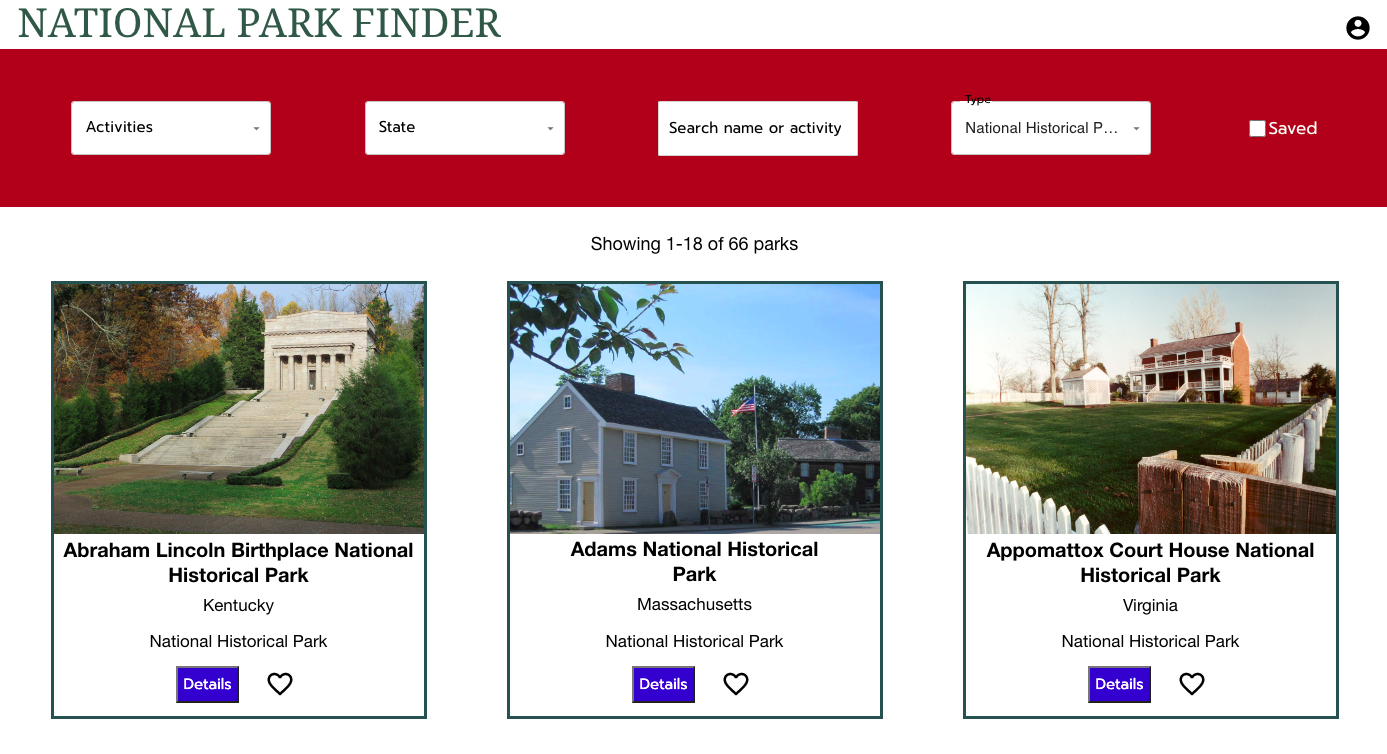 NATIONAL PARK FINDER
Activities
State
Search name or activity
Type
National Historical P...
Saved
Showing 1-18 of 66 parks
Abraham Lincoln Birthplace National
Historical Park
Kentucky
National Historical Park
Details
Adams National Historical
Park
Massachusetts
National Historical Park
Details
Appomattox Court House National
Historical Park
Virginia
National Historical Park
Details